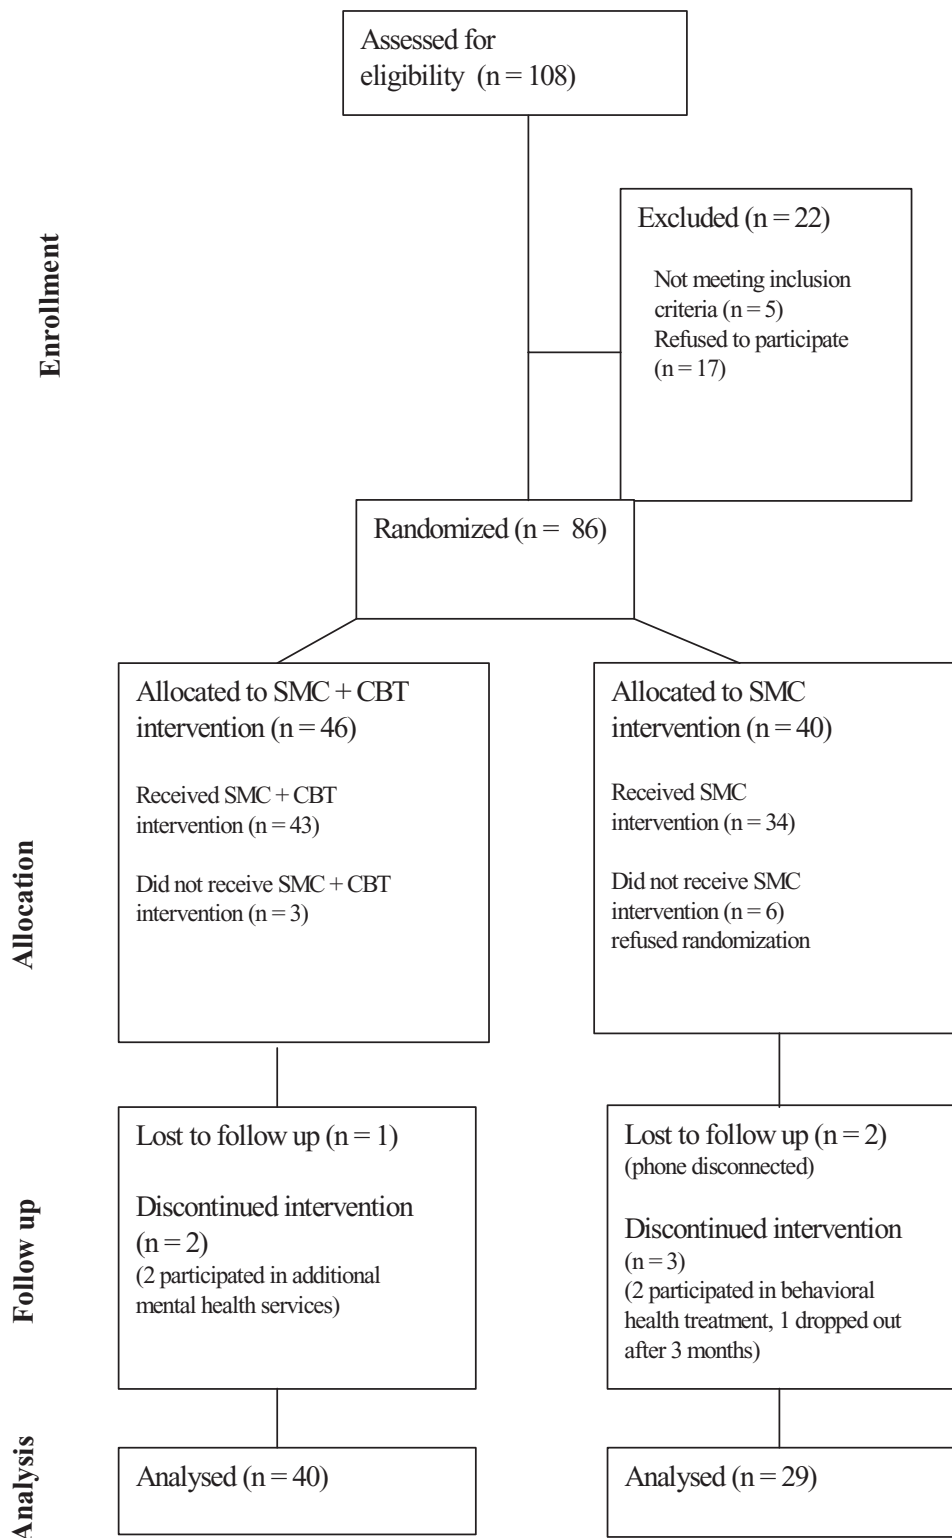 Assessed for
eligibility (n = 108)
Enrollment
Excluded (n = 22)
Not meeting inclusion
criteria (n = 5)
Refused to participate
(n = 17)
Randomized (n = 86)
Allocation
Allocated to SMC + CBT
intervention (n = 46)
Received SMC + CBT
intervention (n = 43)
Did not receive SMC + CBT
intervention (n = 3)
Allocated to SMC
intervention (n = 40)
Received SMC
intervention (n = 34)
Did not receive SMC
intervention (n = 6)
refused randomization
Follow up
Lost to follow up (n = 1)
Discontinued intervention
(n = 2)
(2 participated in additional
mental health services)
Lost to follow up (n = 2)
(phone disconnected)
Discontinued intervention
(n = 3)
(2 participated in behavioral
health treatment, 1 dropped out
after 3 months)
Analysis
Analysed (n = 40)
Analysed (n = 29)